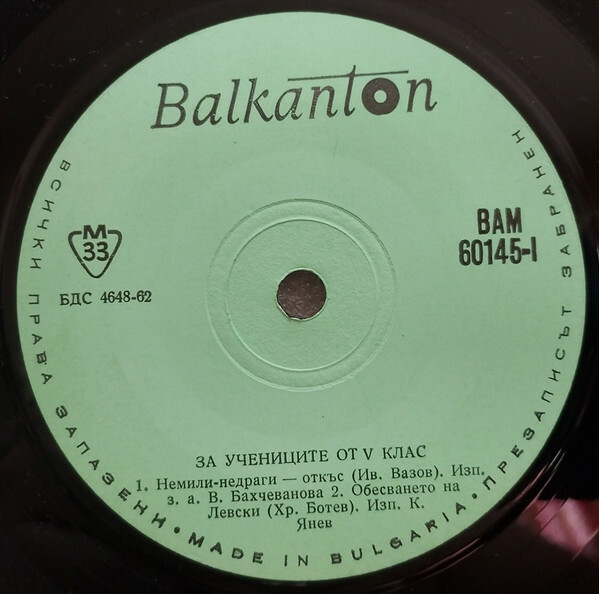 Balkanton
ВСИЧКИ ПРАВА ЗАПАЗЕНИ • MADE IN BULGARIA • ПРЕЗАПИСЪТ ЗАБРАНЕН
М
33
БДС 4648-62
ВАМ
60145-I
ЗА УЧЕНИЦИТЕ ОТ V КЛАС
1. Немили-недраги — откъс (Ив. Вазов). Изп.
з. а. В. Бахчеванова 2. Обесването на
Левски (Хр. Ботев). Изп. К.
Янев